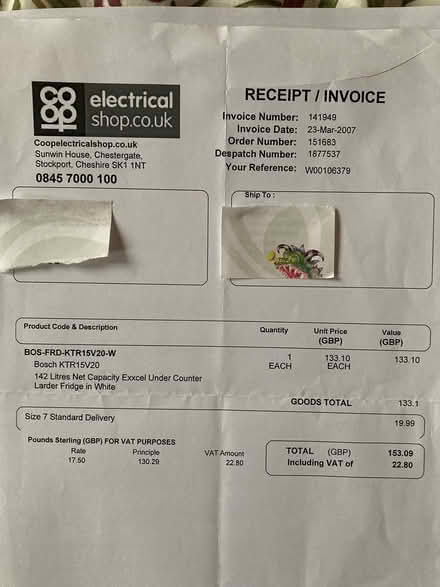 co
op
electrical
shop.co.uk
RECEIPT / INVOICE
Invoice Number: 141949
Invoice Date: 23-Mar-2007
Order Number: 151683
Despatch Number: 1677537
Your Reference: W00106379
Coopelectricalshop.co.uk
Sunwin House, Chestergate,
Stockport, Cheshire SK1 1NT
0845 7000 100
Ship To :
Product Code & Description Quantity Unit Price (GBP) Value (GBP)
BOS-FRD-KTR15V20-W 1 133.10 133.10
Bosch KTR15V20 EACH EACH
142 Litres Net Capacity Exxcel Under Counter
Larder Fridge in White
GOODS TOTAL 133.1
Size 7 Standard Delivery 19.99
Pounds Sterling (GBP) FOR VAT PURPOSES
Rate Principle VAT Amount
17.50 130.29 22.80
TOTAL (GBP) 153.09
Including VAT of 22.80